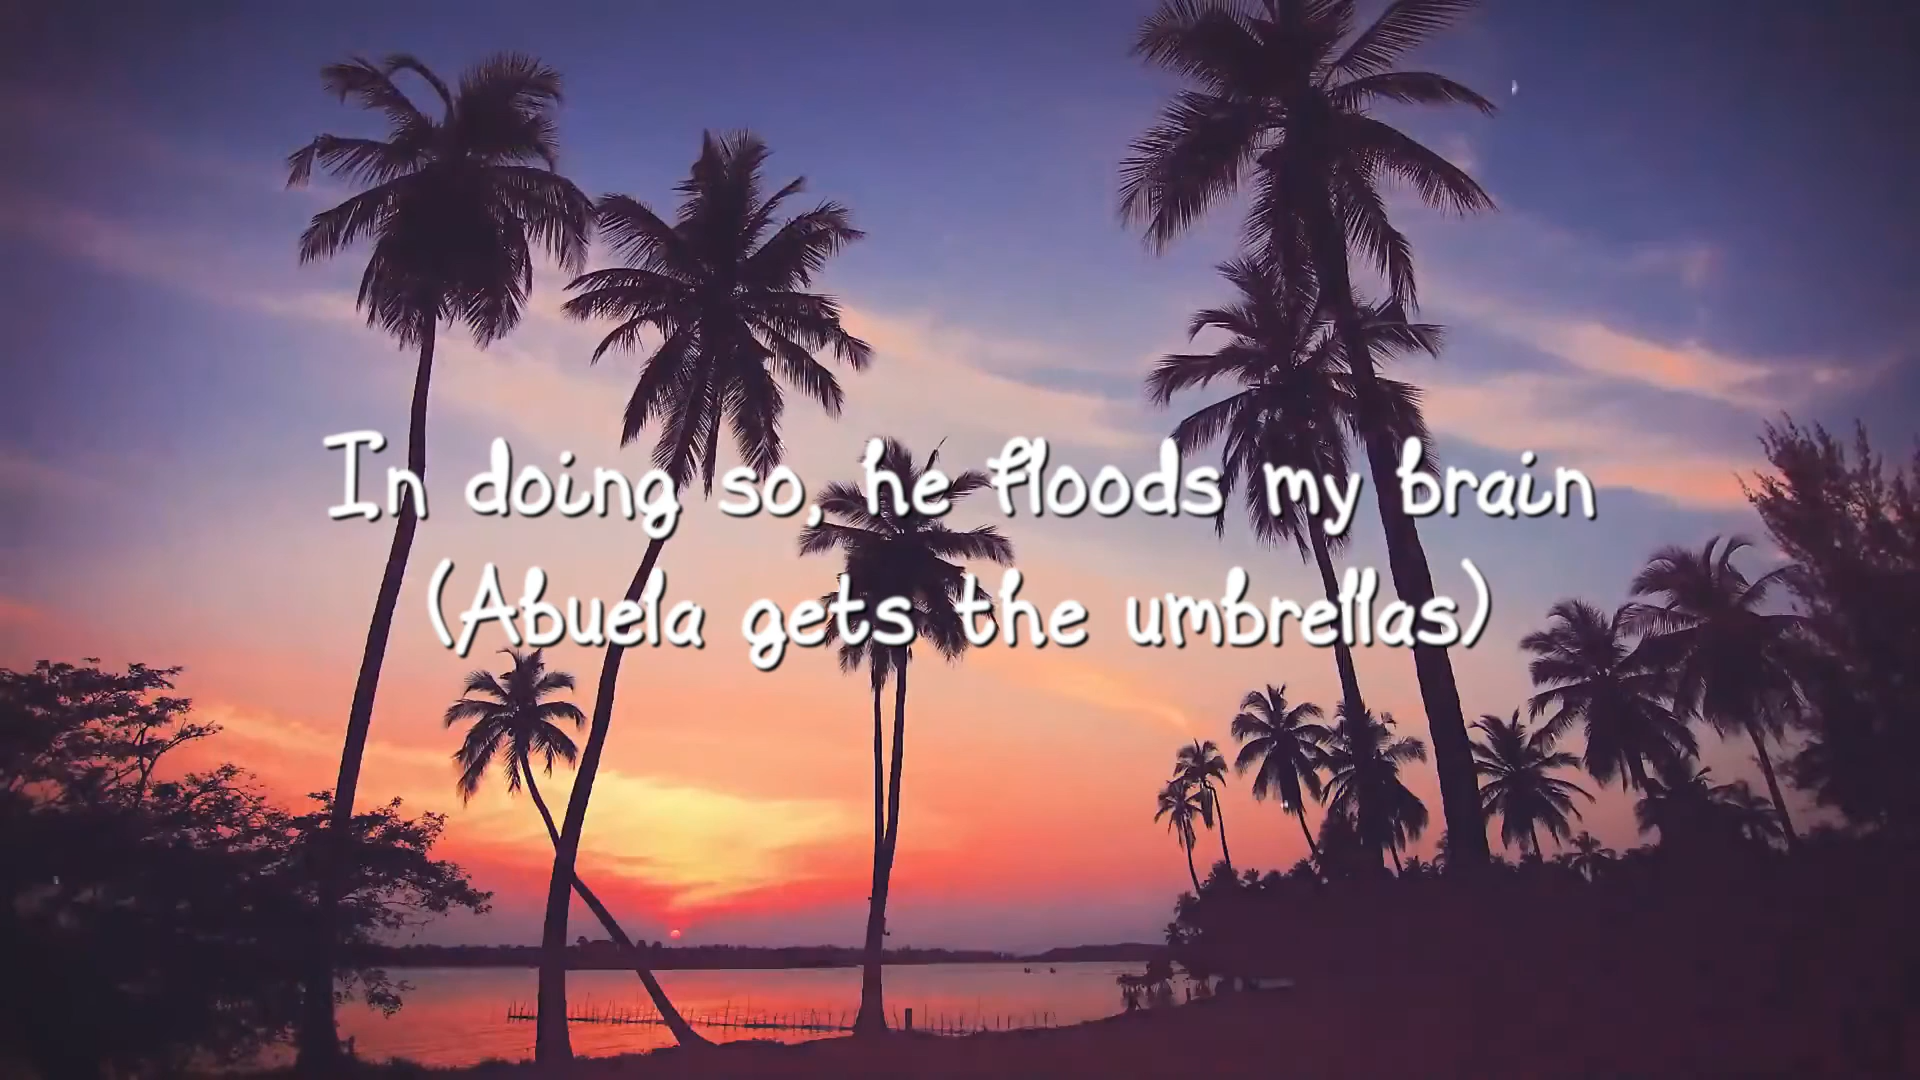 In doing so, he floods my brain
(Abuela gets the umbrellas)